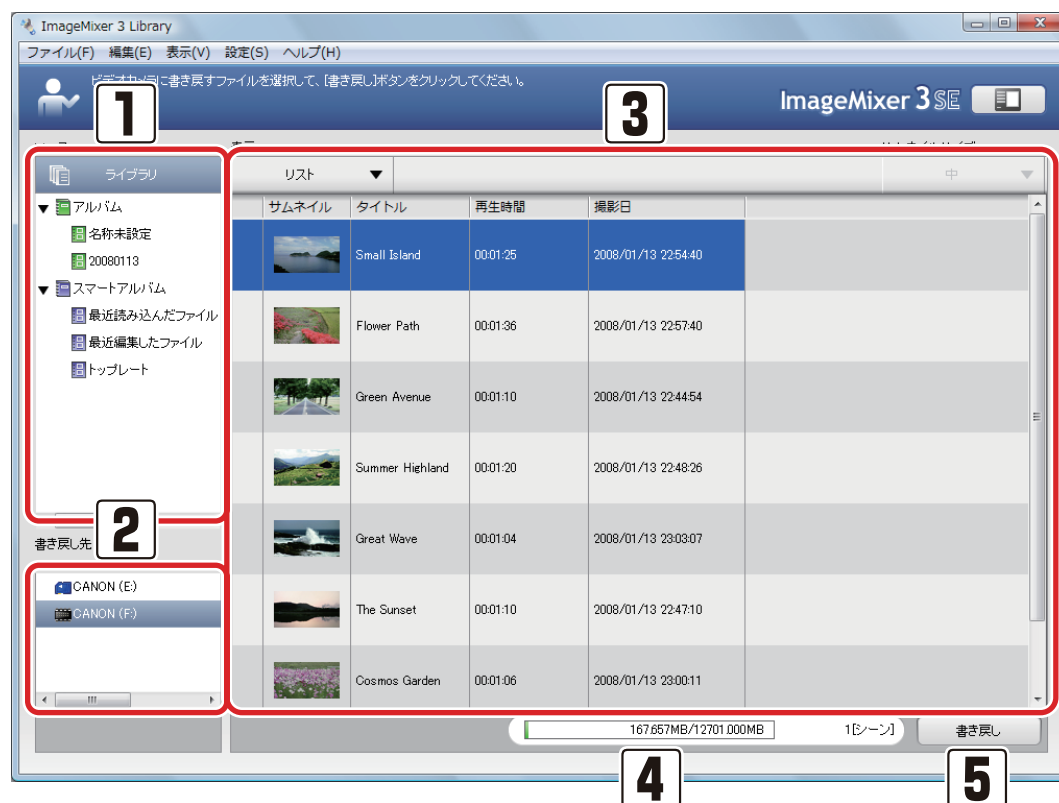 ImageMixer 3 Library
ファイル(F) 編集(E) 表示(V) 設定(S) ヘルプ(H)
に書き戻すファイルを選択して、[書き戻し]ボタンをクリックしてください。
ImageMixer 3 SE
1
3
ライブラリ
リスト
中
アルバム
名称未設定
20080113
スマートアルバム
最近読み込んだファイル
最近編集したファイル
トップレート
サムネイル タイトル 再生時間 撮影日
Small Island 00:01:25 2008/01/13 22:54:40
Flower Path 00:01:36 2008/01/13 22:57:40
Green Avenue 00:01:10 2008/01/13 22:44:54
Summer Highland 00:01:20 2008/01/13 22:48:26
Great Wave 00:01:04 2008/01/13 23:03:07
The Sunset 00:01:10 2008/01/13 22:47:10
Cosmos Garden 00:01:06 2008/01/13 23:00:11
2
書き戻し先
CANON (E:)
CANON (F:)
167.657MB/12701.000MB
1[シーン]
書き戻し
4
5